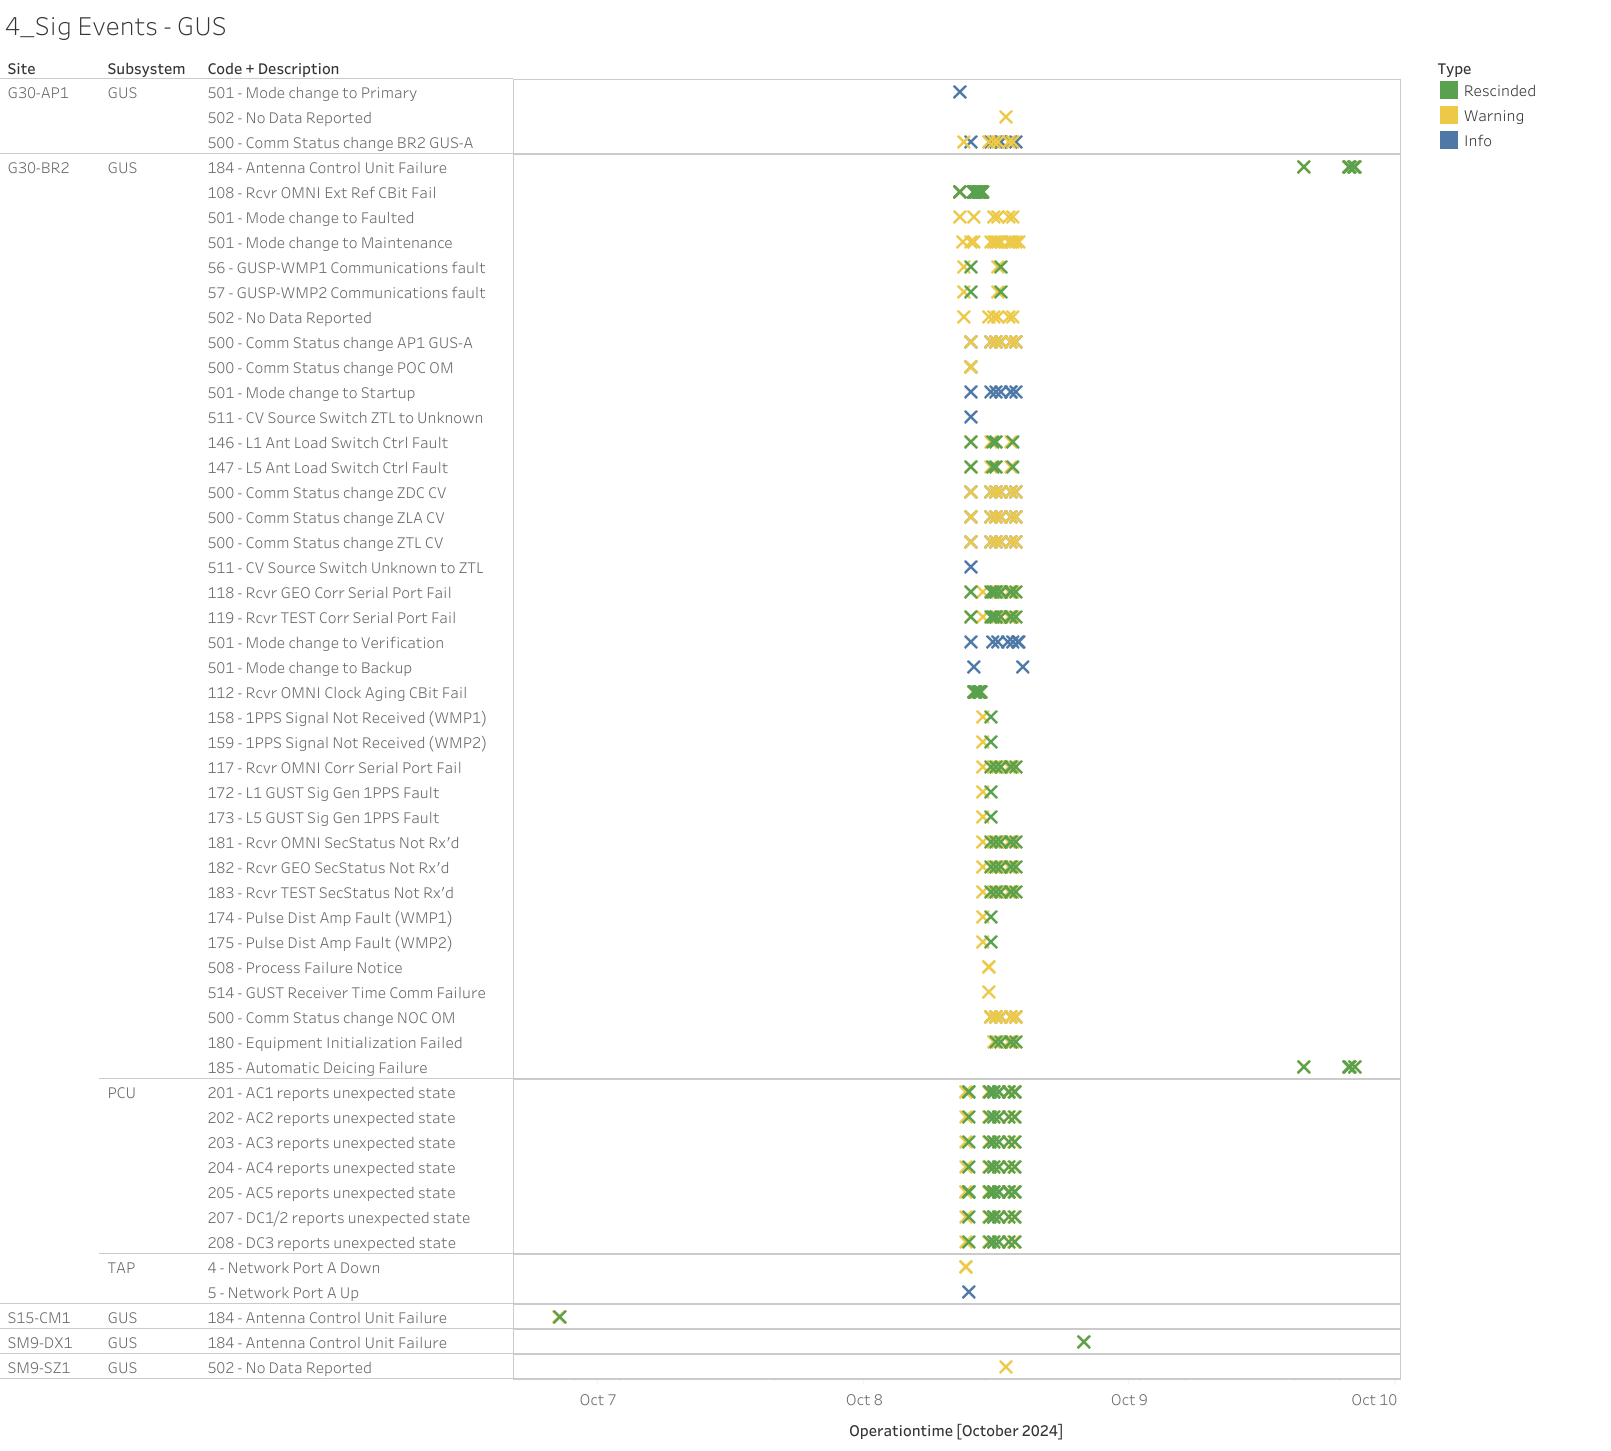 4_Sig Events - GUS
Site Subsystem Code + Description Type
G30-AP1 GUS 501 - Mode change to Primary Rescinded
502 - No Data Reported Warning
500 - Comm Status change BR2 GUS-A Info
G30-BR2 GUS 184 - Antenna Control Unit Failure
108 - Rcvr OMNI Ext Ref CBit Fail
501 - Mode change to Faulted
501 - Mode change to Maintenance
56 - GUSP-WMP1 Communications fault
57 - GUSP-WMP2 Communications fault
502 - No Data Reported
500 - Comm Status change AP1 GUS-A
500 - Comm Status change POC OM
501 - Mode change to Startup
511 - CV Source Switch ZTL to Unknown
146 - L1 Ant Load Switch Ctrl Fault
147 - L5 Ant Load Switch Ctrl Fault
500 - Comm Status change ZDC CV
500 - Comm Status change ZLA CV
500 - Comm Status change ZTL CV
511 - CV Source Switch Unknown to ZTL
118 - Rcvr GEO Corr Serial Port Fail
119 - Rcvr TEST Corr Serial Port Fail
501 - Mode change to Verification
501 - Mode change to Backup
112 - Rcvr OMNI Clock Aging CBit Fail
158 - 1PPS Signal Not Received (WMP1)
159 - 1PPS Signal Not Received (WMP2)
117 - Rcvr OMNI Corr Serial Port Fail
172 - L1 GUST Sig Gen 1PPS Fault
173 - L5 GUST Sig Gen 1PPS Fault
181 - Rcvr OMNI SecStatus Not Rx'd
182 - Rcvr GEO SecStatus Not Rx'd
183 - Rcvr TEST SecStatus Not Rx'd
174 - Pulse Dist Amp Fault (WMP1)
175 - Pulse Dist Amp Fault (WMP2)
508 - Process Failure Notice
514 - GUST Receiver Time Comm Failure
500 - Comm Status change NOC OM
180 - Equipment Initialization Failed
185 - Automatic Deicing Failure
PCU 201 - AC1 reports unexpected state
202 - AC2 reports unexpected state
203 - AC3 reports unexpected state
204 - AC4 reports unexpected state
205 - AC5 reports unexpected state
207 - DC1/2 reports unexpected state
208 - DC3 reports unexpected state
TAP 4 - Network Port A Down
5 - Network Port A Up
S15-CM1 GUS 184 - Antenna Control Unit Failure
SM9-DX1 GUS 184 - Antenna Control Unit Failure
SM9-SZ1 GUS 502 - No Data Reported
Oct 7 Oct 8 Oct 9 Oct 10
Operationtime [October 2024]